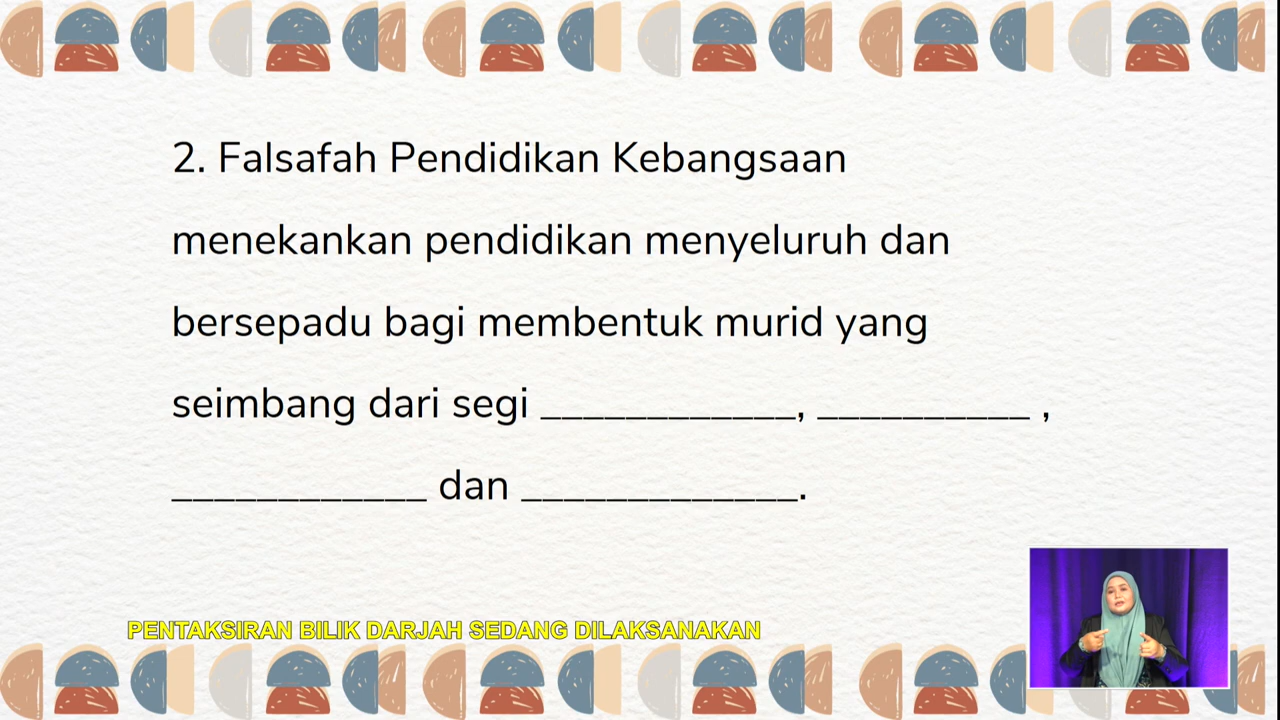 2. Falsafah Pendidikan Kebangsaan
menekankan pendidikan menyeluruh dan
bersepadu bagi membentuk murid yang
seimbang dari segi ____________, __________ ,
____________ dan _____________.
PENTAKSIRAN BILIK DARJAH SEDANG DILAKSANAKAN